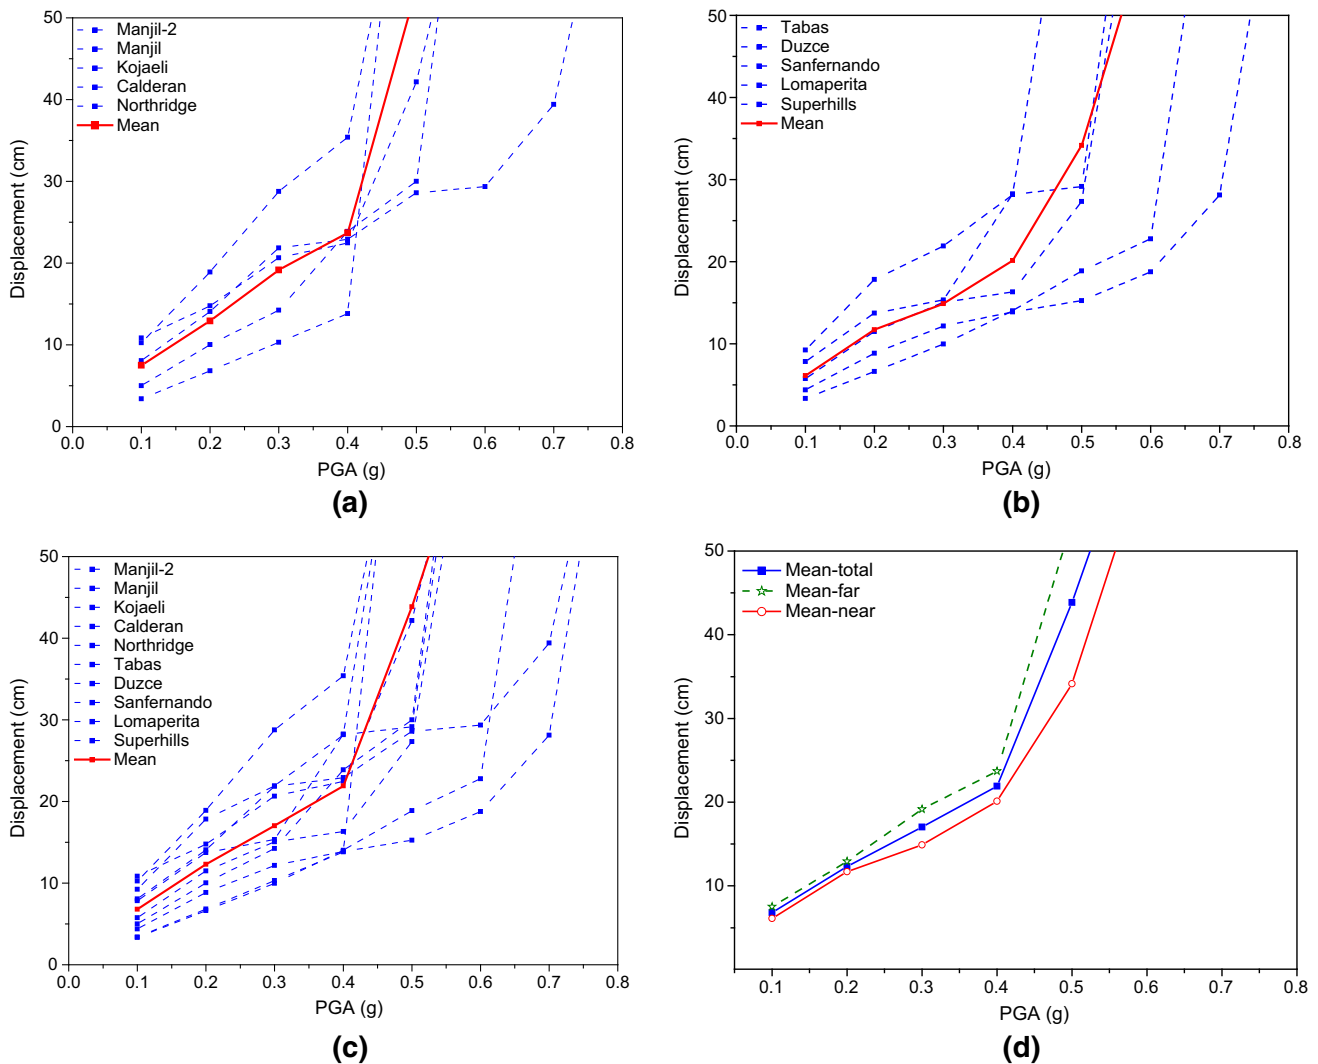 50
40
30
20
10
0
Displacement (cm)
Manjil-2
Manjil
Kojaeli
Calderan
Northridge
Mean
0.0 0.1 0.2 0.3 0.4 0.5 0.6 0.7 0.8
PGA (g)
(a)
50
40
30
20
10
0
Displacement (cm)
Tabas
Duzce
Sanfernando
Lomaperita
Superhills
Mean
0.0 0.1 0.2 0.3 0.4 0.5 0.6 0.7 0.8
PGA (g)
(b)
50
40
30
20
10
0
Displacement (cm)
Manjil-2
Manjil
Kojaeli
Calderan
Northridge
Tabas
Duzce
Sanfernando
Lomaperita
Superhills
Mean
0.0 0.1 0.2 0.3 0.4 0.5 0.6 0.7 0.8
PGA (g)
(c)
50
40
30
20
10
Displacement (cm)
Mean-total
Mean-far
Mean-near
0.1 0.2 0.3 0.4 0.5 0.6 0.7 0.8
PGA (g)
(d)